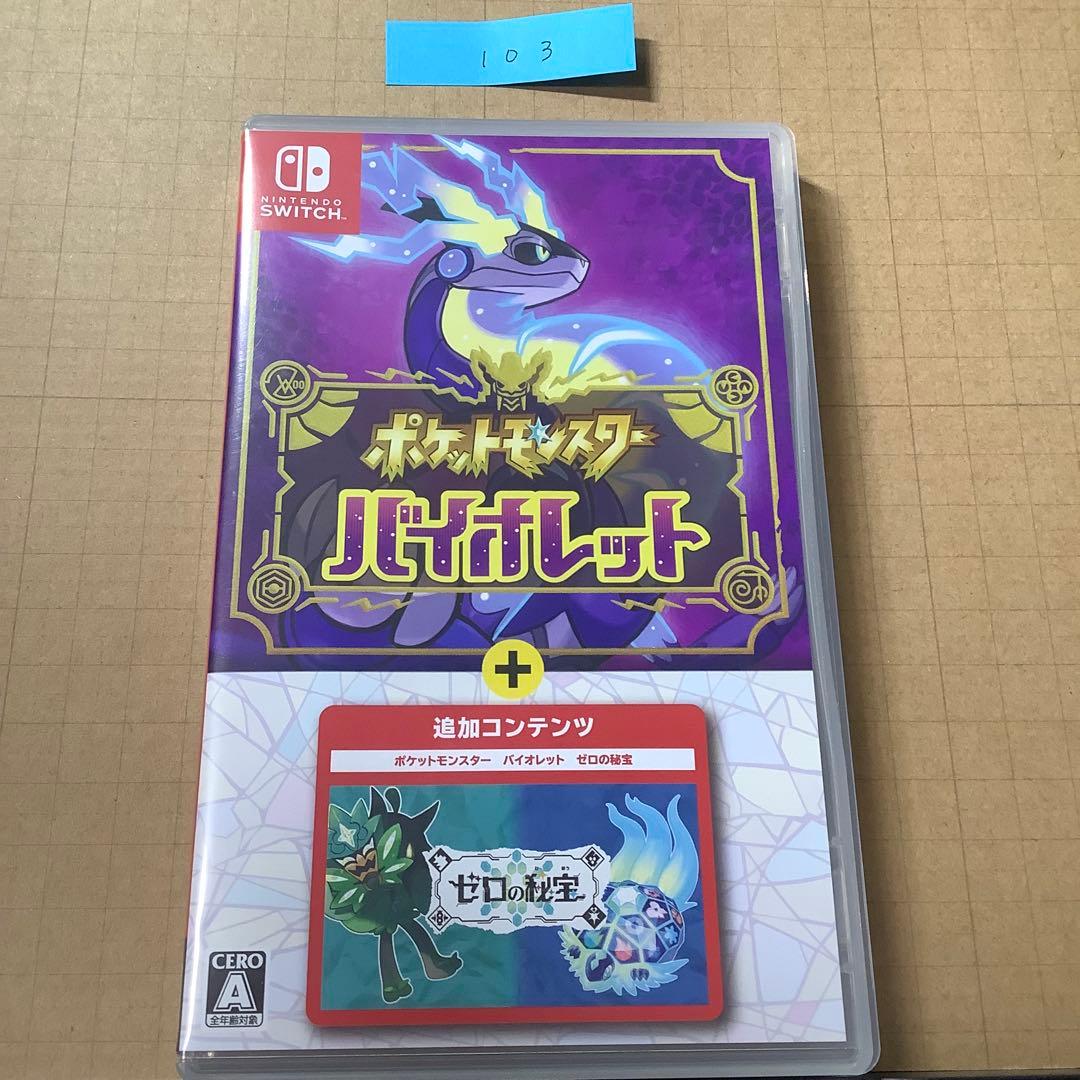 103
NINTENDO
SWITCH™
ポケットモンスター
バイオレット
+
追加コンテンツ
ポケットモンスター バイオレット ゼロの秘宝
ゼロの秘宝
CERO
A
全年齢対象